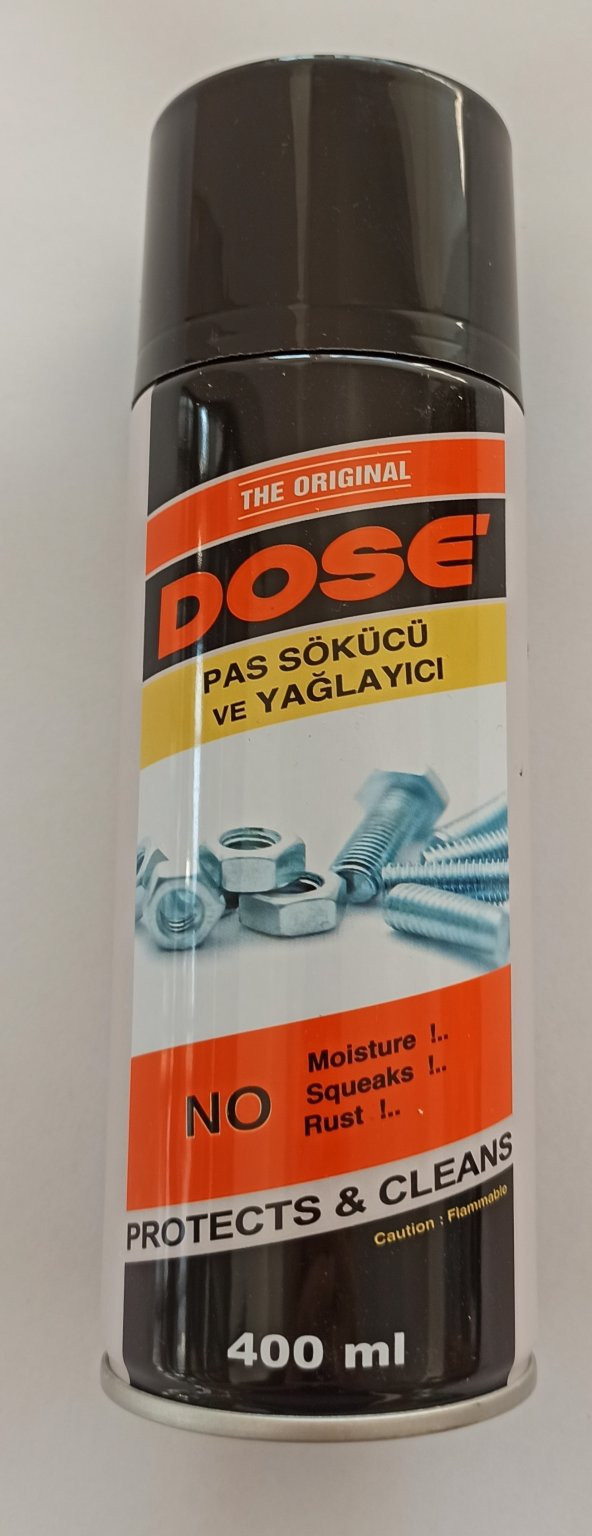 THE ORIGINAL
DOSE'
PAS SÖKÜCÜ
VE YAĞLAYICI
NO
Moisture !..
Squeaks !..
Rust !..
PROTECTS & CLEANS
Caution : Flammable
400 ml